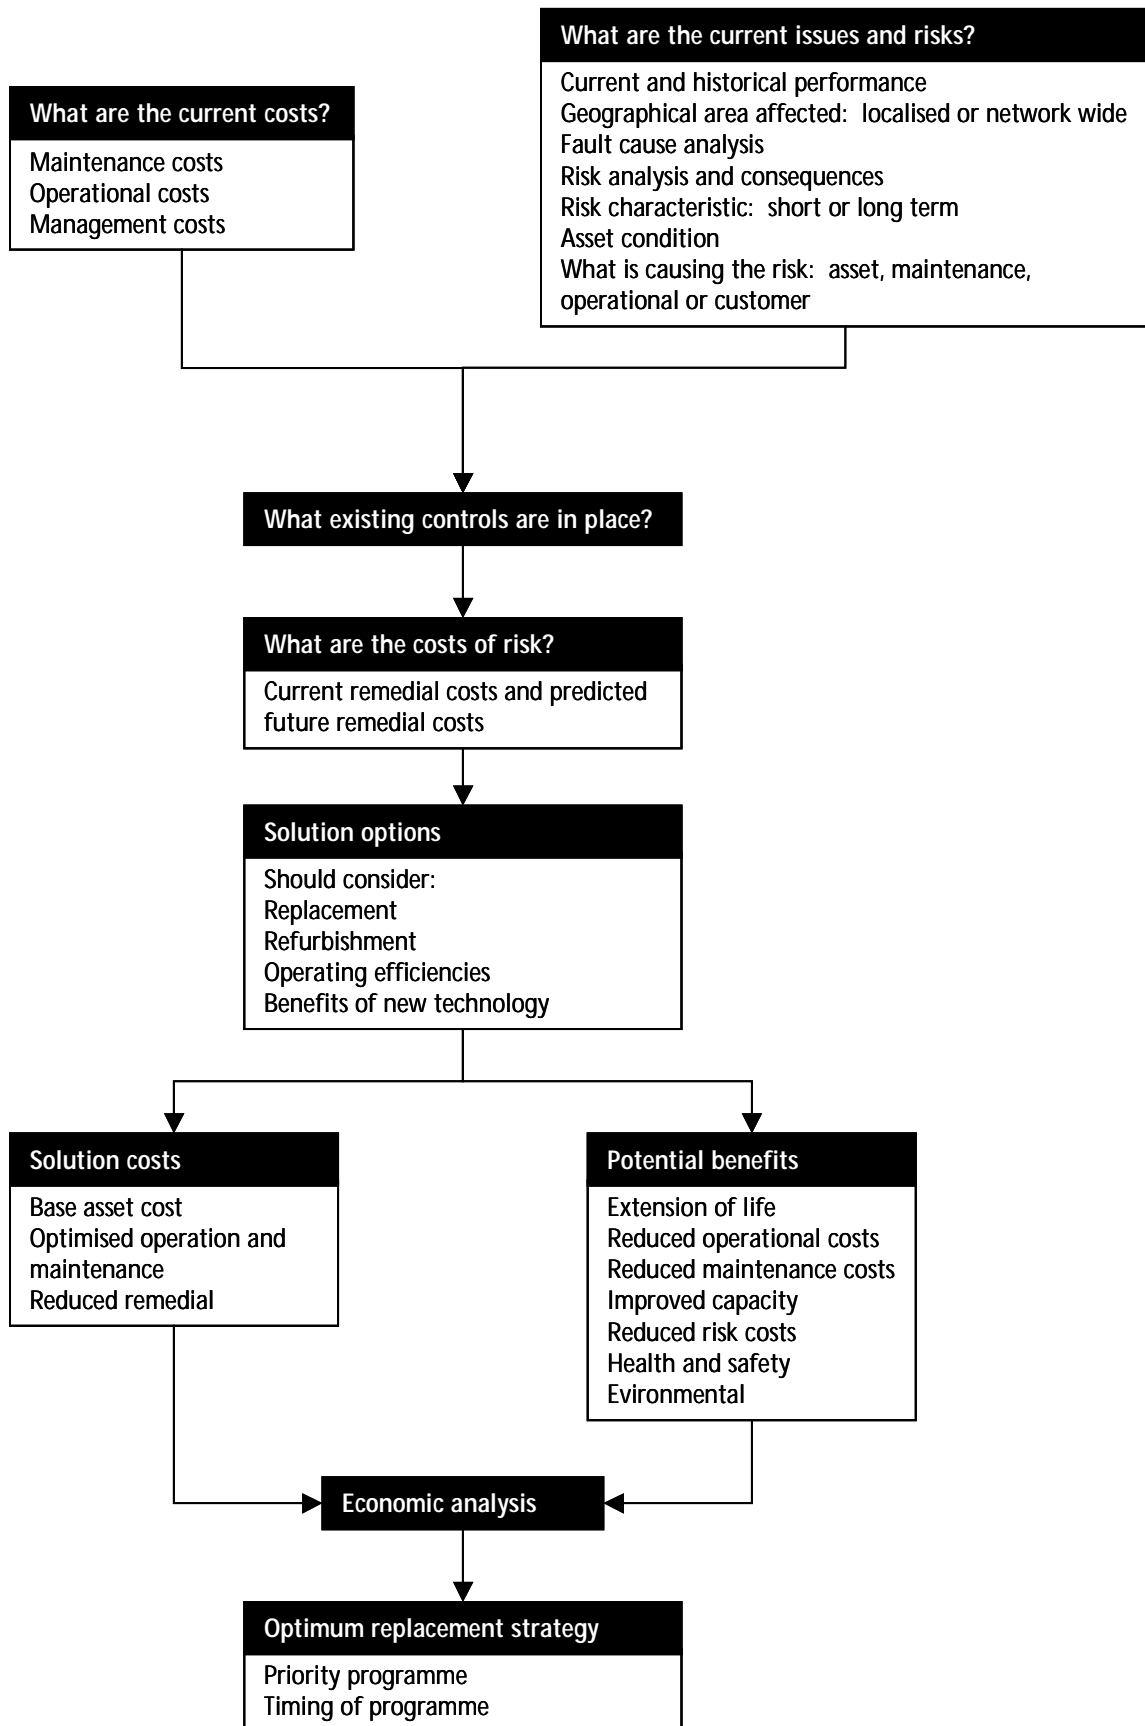 What are the current issues and risks?
Current and historical performance
Geographical area affected: localised or network wide
Fault cause analysis
Risk analysis and consequences
Risk characteristic: short or long term
Asset condition
What is causing the risk: asset, maintenance,
operational or customer
What are the current costs?
Maintenance costs
Operational costs
Management costs
What existing controls are in place?
What are the costs of risk?
Current remedial costs and predicted
future remedial costs
Solution options
Should consider:
Replacement
Refurbishment
Operating efficiencies
Benefits of new technology
Solution costs
Base asset cost
Optimised operation and
maintenance
Reduced remedial
Potential benefits
Extension of life
Reduced operational costs
Reduced maintenance costs
Improved capacity
Reduced risk costs
Health and safety
Evironmental
Economic analysis
Optimum replacement strategy
Priority programme
Timing of programme